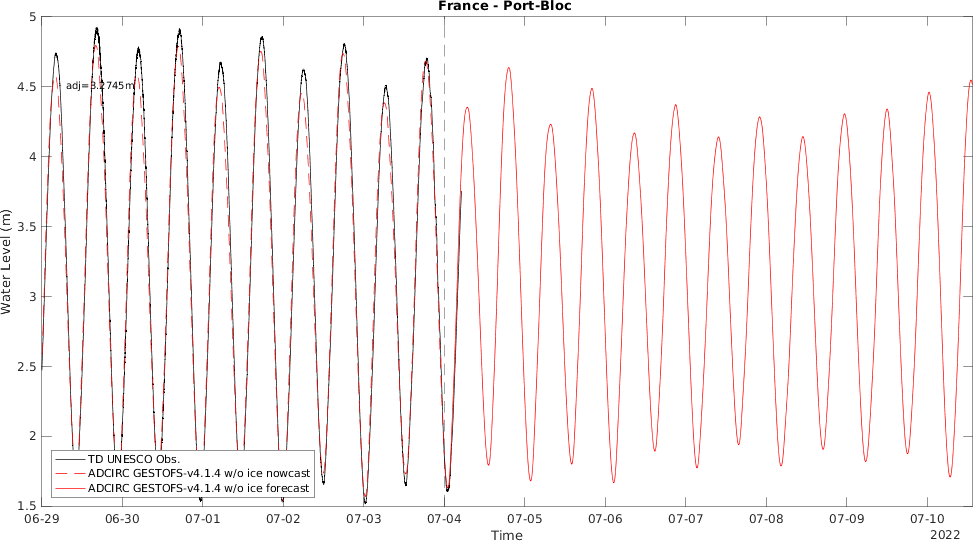 France - Port-Bloc
5
4.5
4
3.5
3
2.5
2
1.5
Water Level (m)
adj=3.2745m
TD UNESCO Obs.
ADCIRC GESTOFS-v4.1.4 w/o ice nowcast
ADCIRC GESTOFS-v4.1.4 w/o ice forecast
06-29 06-30 07-01 07-02 07-03 07-04 07-05 07-06 07-07 07-08 07-09 07-10
Time
2022